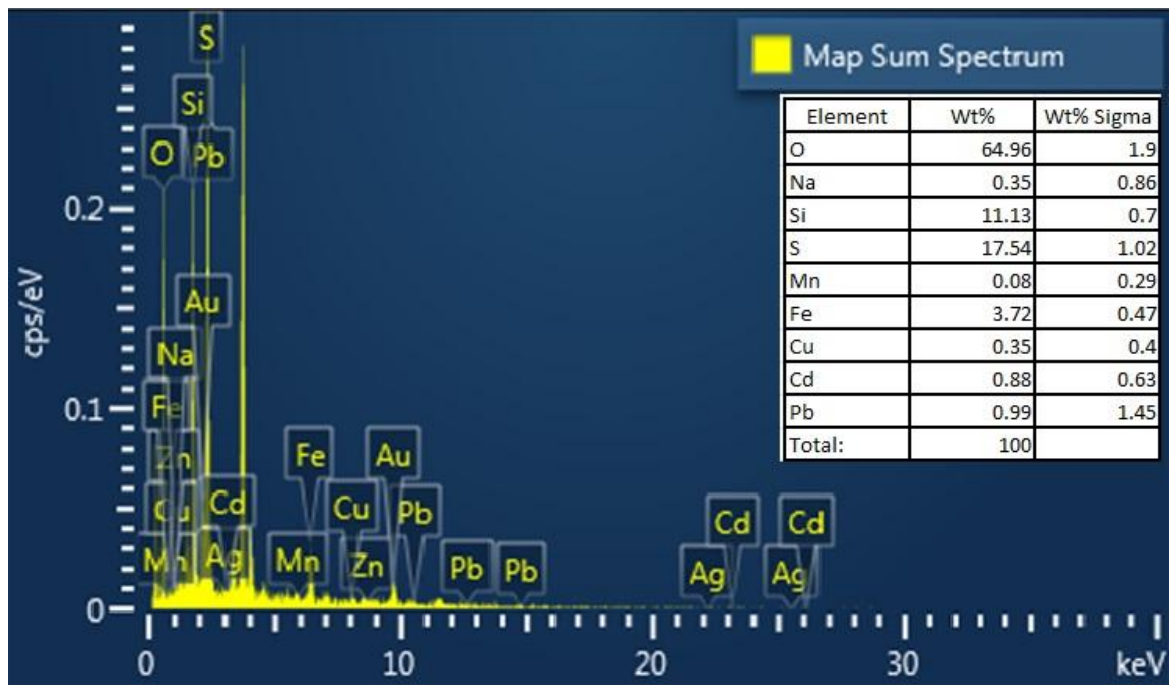 Map Sum Spectrum
Element Wt% Wt% Sigma
O 64.96 1.9
Na 0.35 0.86
Si 11.13 0.7
S 17.54 1.02
Mn 0.08 0.29
Fe 3.72 0.47
Cu 0.35 0.4
Cd 0.88 0.63
Pb 0.99 1.45
Total: 100
S
Si
O Pb
0.2
Au
cps/eV
Na
0.1
Fe Fe Au
Zn
Cu Cd Cu Pb Cd Cd
Mn Ag Mn Zn Pb Pb Ag Ag
0
0 10 20 30 keV